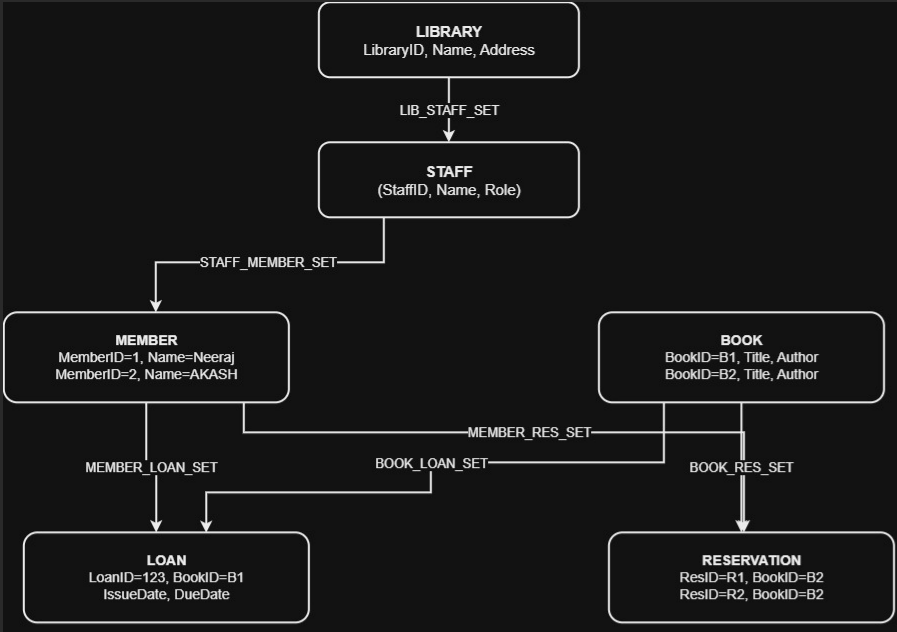 LIBRARY
LibraryID, Name, Address
LIB_STAFF_SET
STAFF
(StaffID, Name, Role)
STAFF_MEMBER_SET
MEMBER
MemberID=1, Name=Neeraj
MemberID=2, Name=AKASH
BOOK
BookID=B1, Title, Author
BookID=B2, Title, Author
MEMBER_RES_SET
MEMBER_LOAN_SET
BOOK_LOAN_SET
BOOK_RES_SET
LOAN
LoanID=123, BookID=B1
IssueDate, DueDate
RESERVATION
ResID=R1, BookID=B2
ResID=R2, BookID=B2